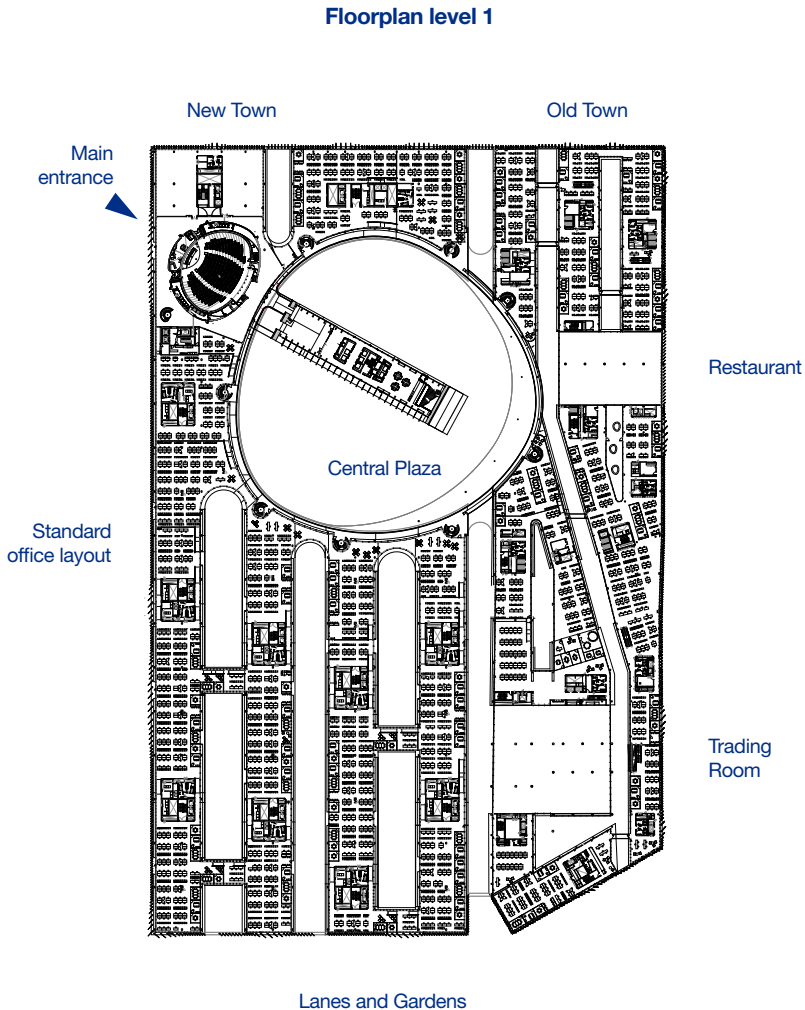 Floorplan level 1
New Town
Old Town
Main
entrance
Restaurant
Central Plaza
Standard
office layout
Trading
Room
Lanes and Gardens